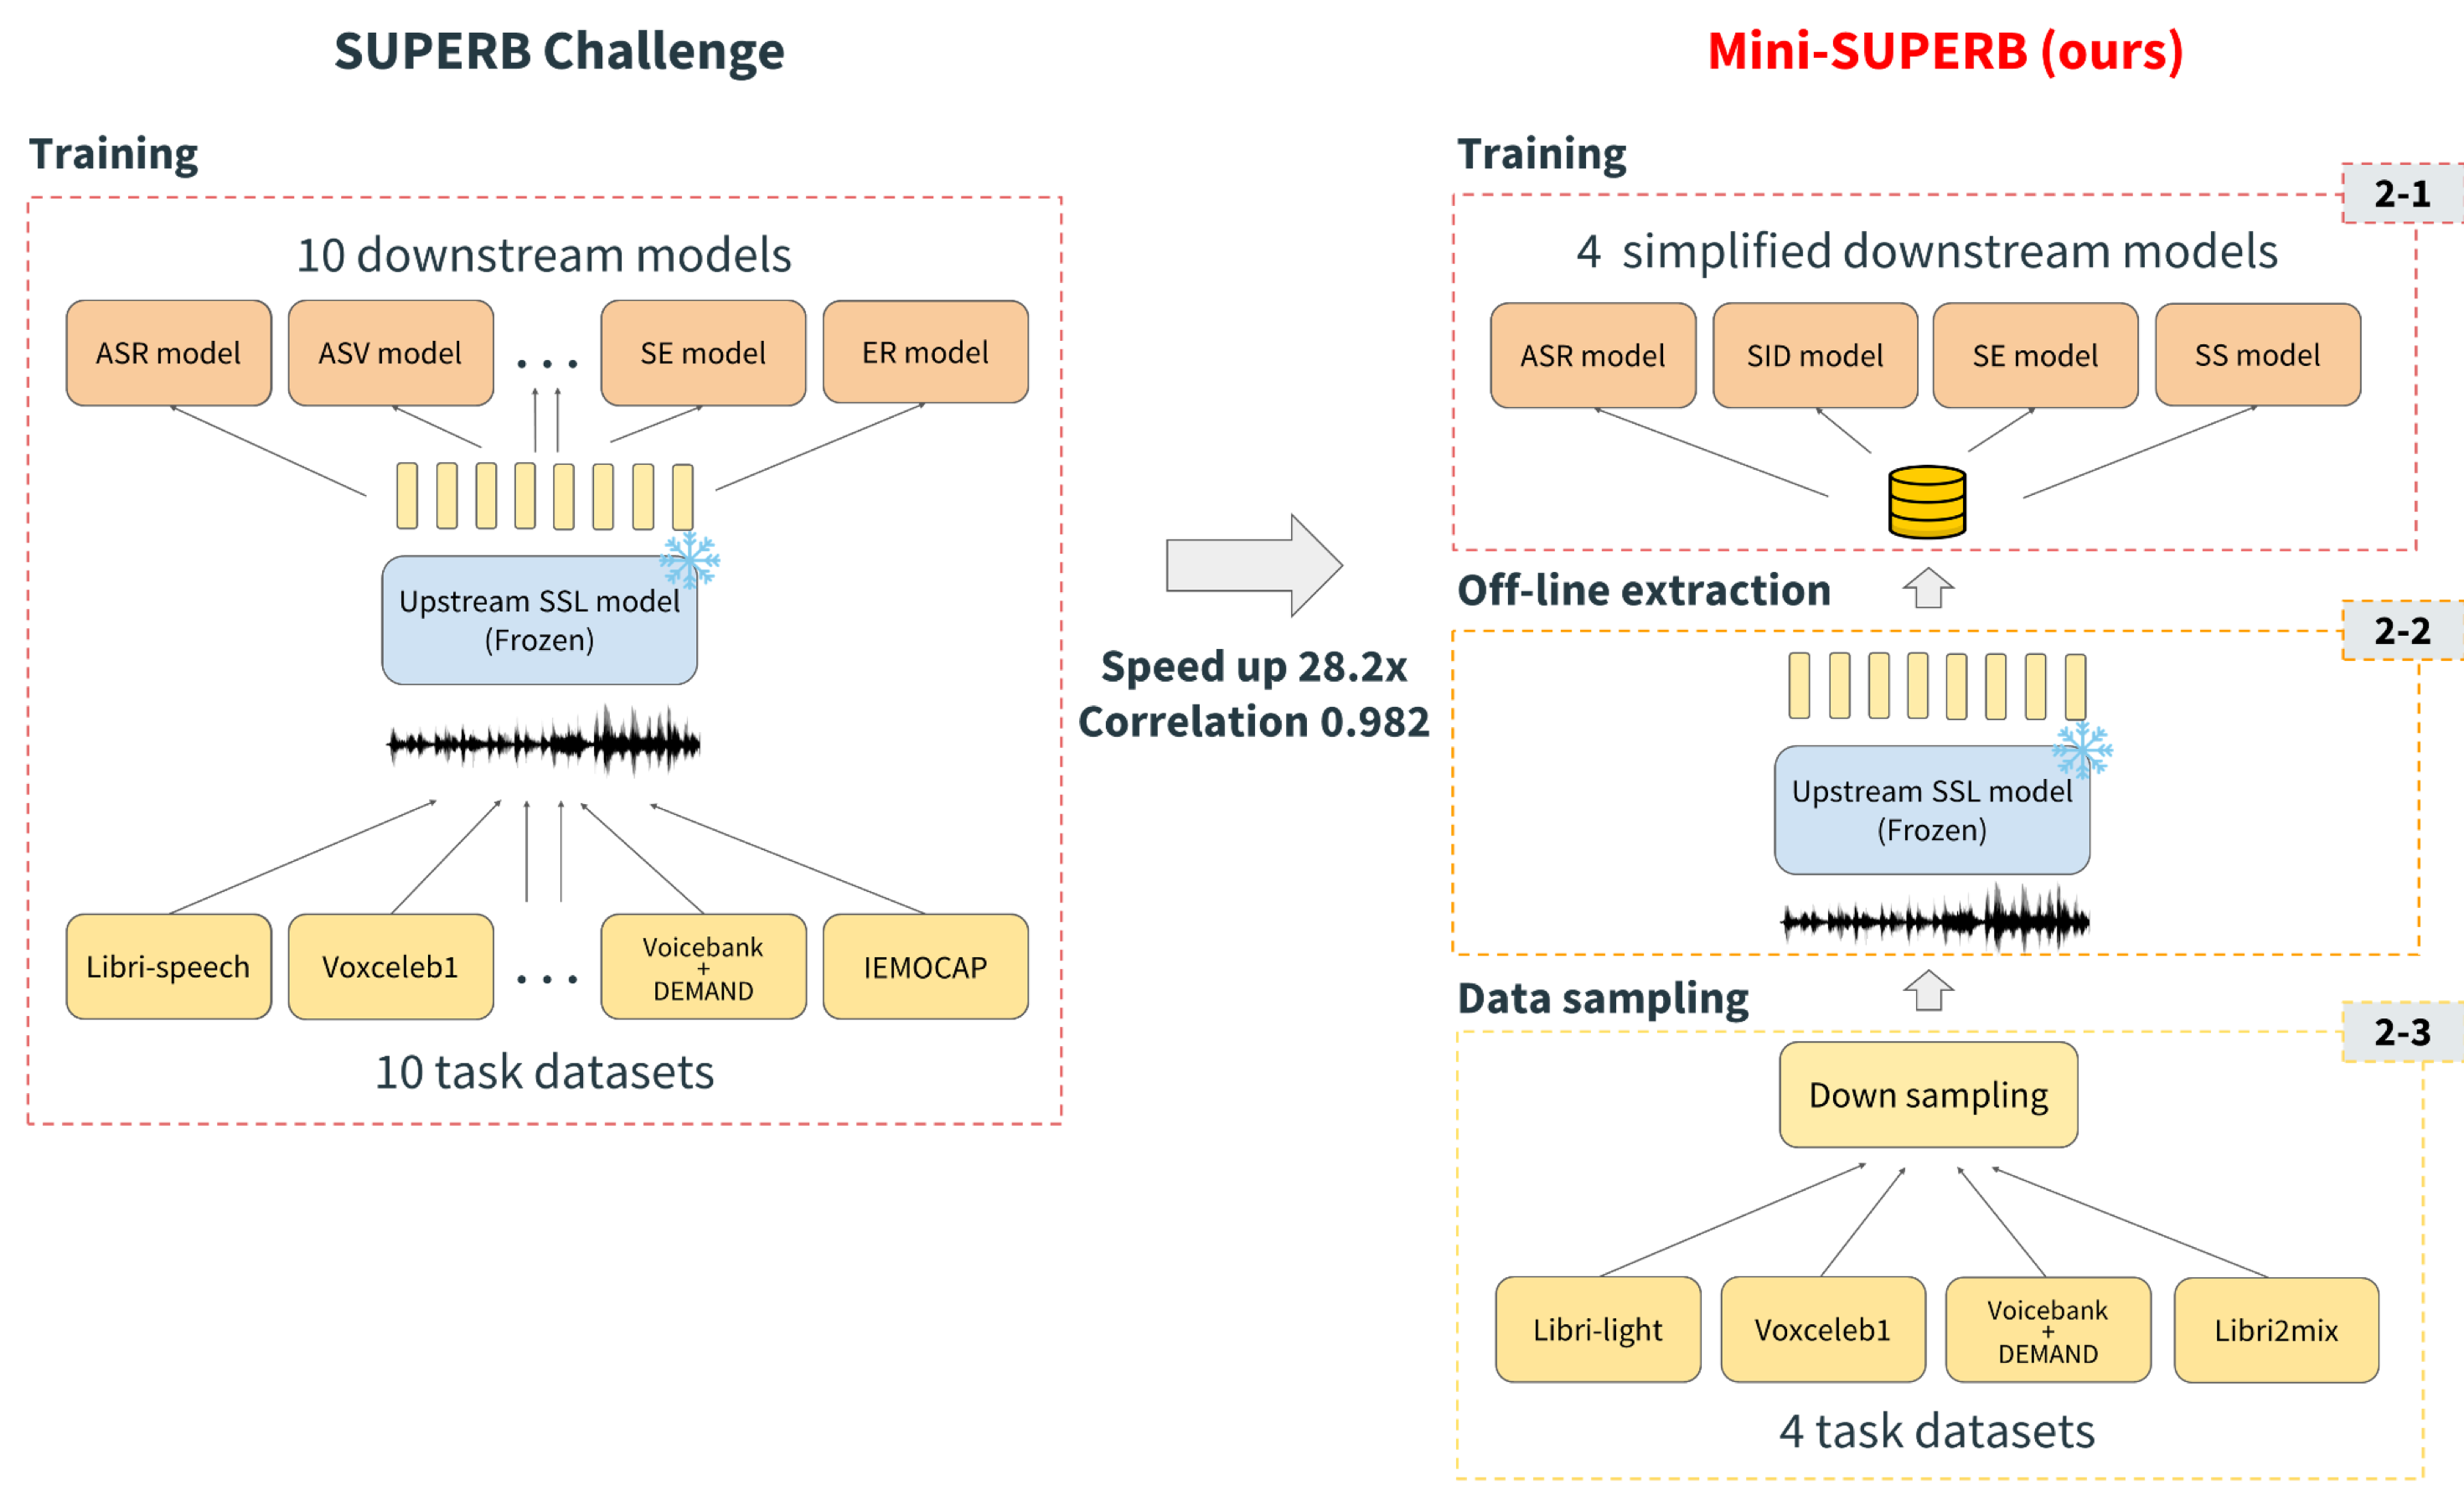 SUPERB Challenge
Training
10 downstream models
ASR model
ASV model
...
SE model
ER model
Upstream SSL model
(Frozen)
Libri-speech
Voxceleb1
...
Voicebank
+
DEMAND
IEMOCAP
10 task datasets
Speed up 28.2x
Correlation 0.982
Mini-SUPERB (ours)
Training
2-1
4 simplified downstream models
ASR model
SID model
SE model
SS model
Off-line extraction
2-2
Upstream SSL model
(Frozen)
Data sampling
2-3
Down sampling
Libri-light
Voxceleb1
Voicebank
+
DEMAND
Libri2mix
4 task datasets